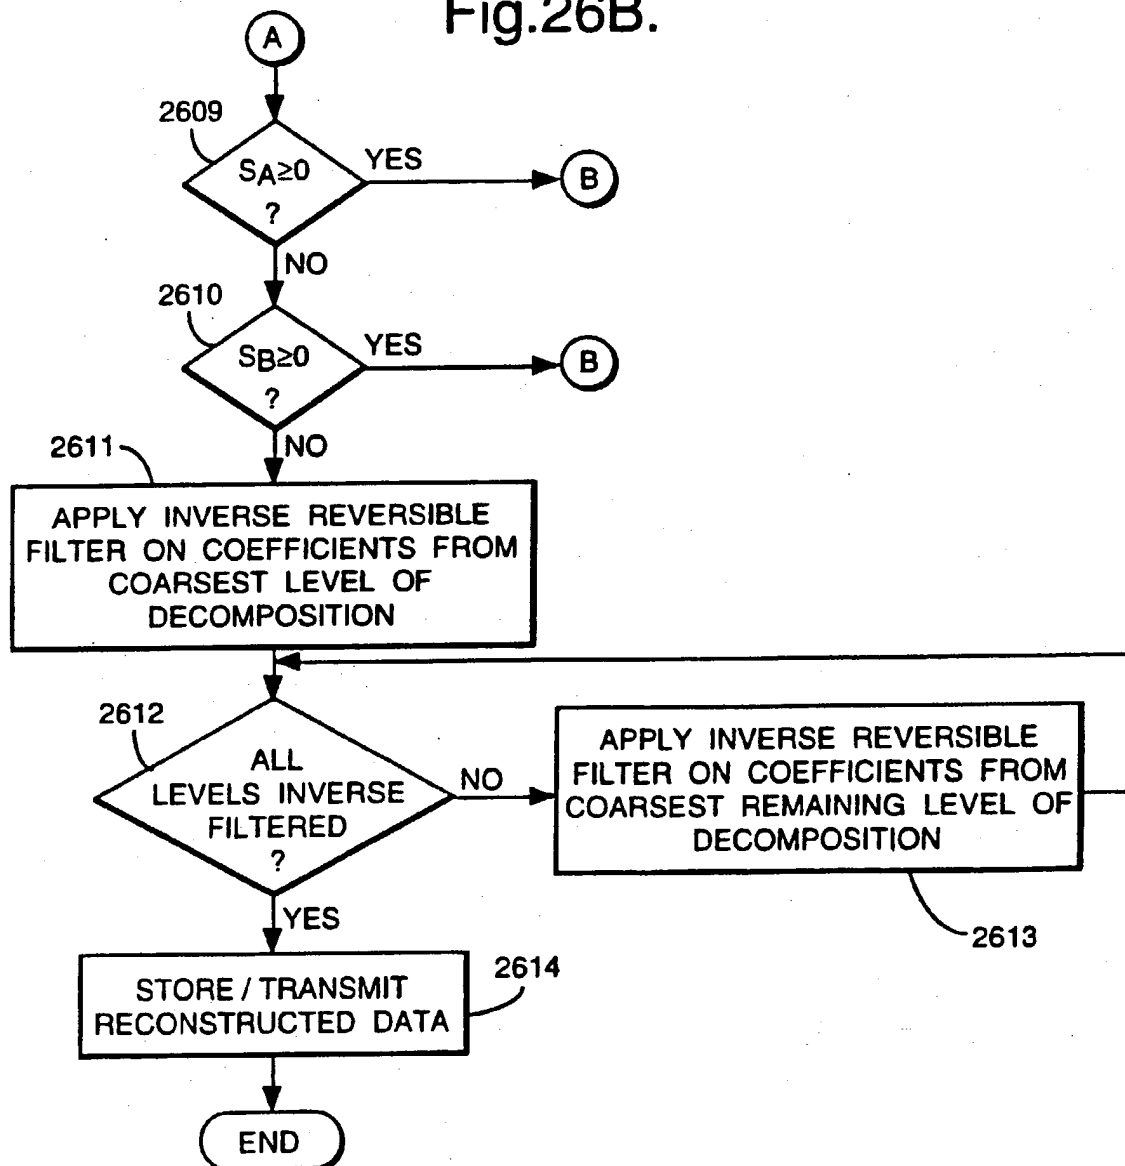 Fig.26B.
A
2609
SA≥0
?
YES
B
NO
2610
SB≥0
?
YES
B
NO
2611
APPLY INVERSE REVERSIBLE
FILTER ON COEFFICIENTS FROM
COARSEST LEVEL OF
DECOMPOSITION
2612
ALL
LEVELS INVERSE
FILTERED
?
NO
APPLY INVERSE REVERSIBLE
FILTER ON COEFFICIENTS FROM
COARSEST REMAINING LEVEL OF
DECOMPOSITION
2613
YES
STORE / TRANSMIT
RECONSTRUCTED DATA
2614
END